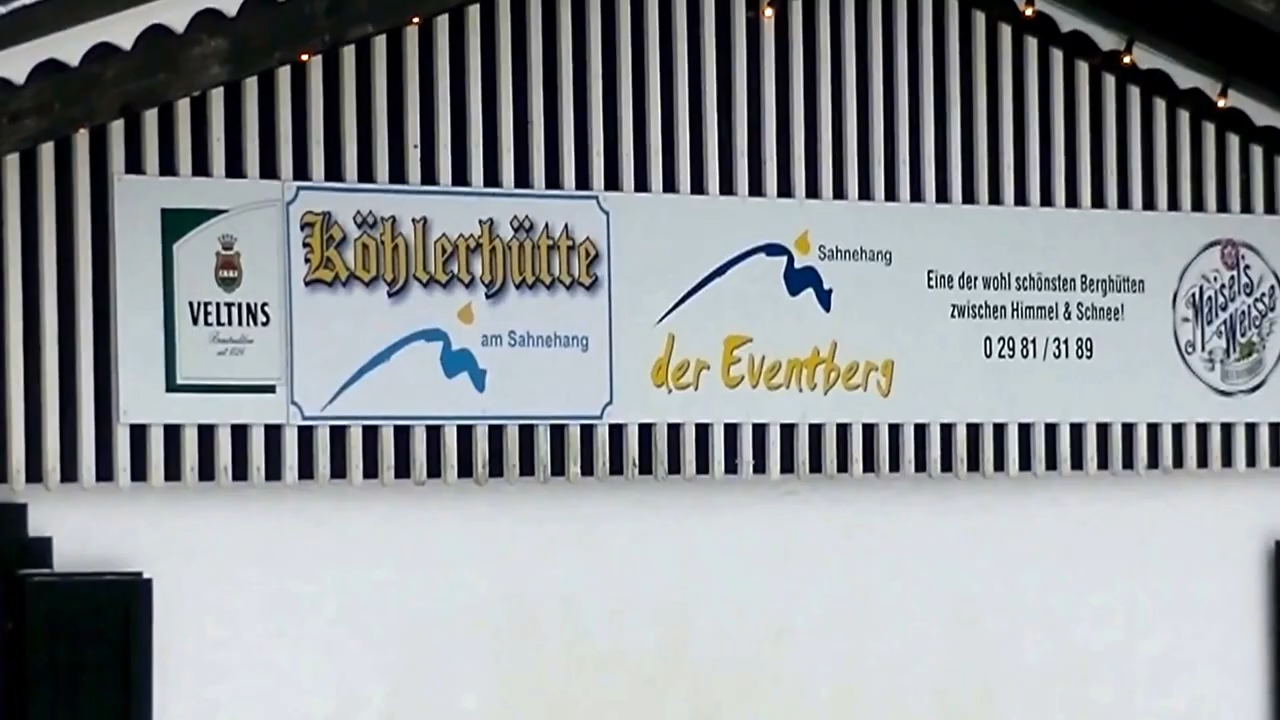 VELTINS
Köhlerhütte
am Sahnehang
Sahnehang
der Eventberg
Eine der wohl schönsten Berghütten
zwischen Himmel & Schnee!
0 29 81 / 31 89
Maisel's
Weisse